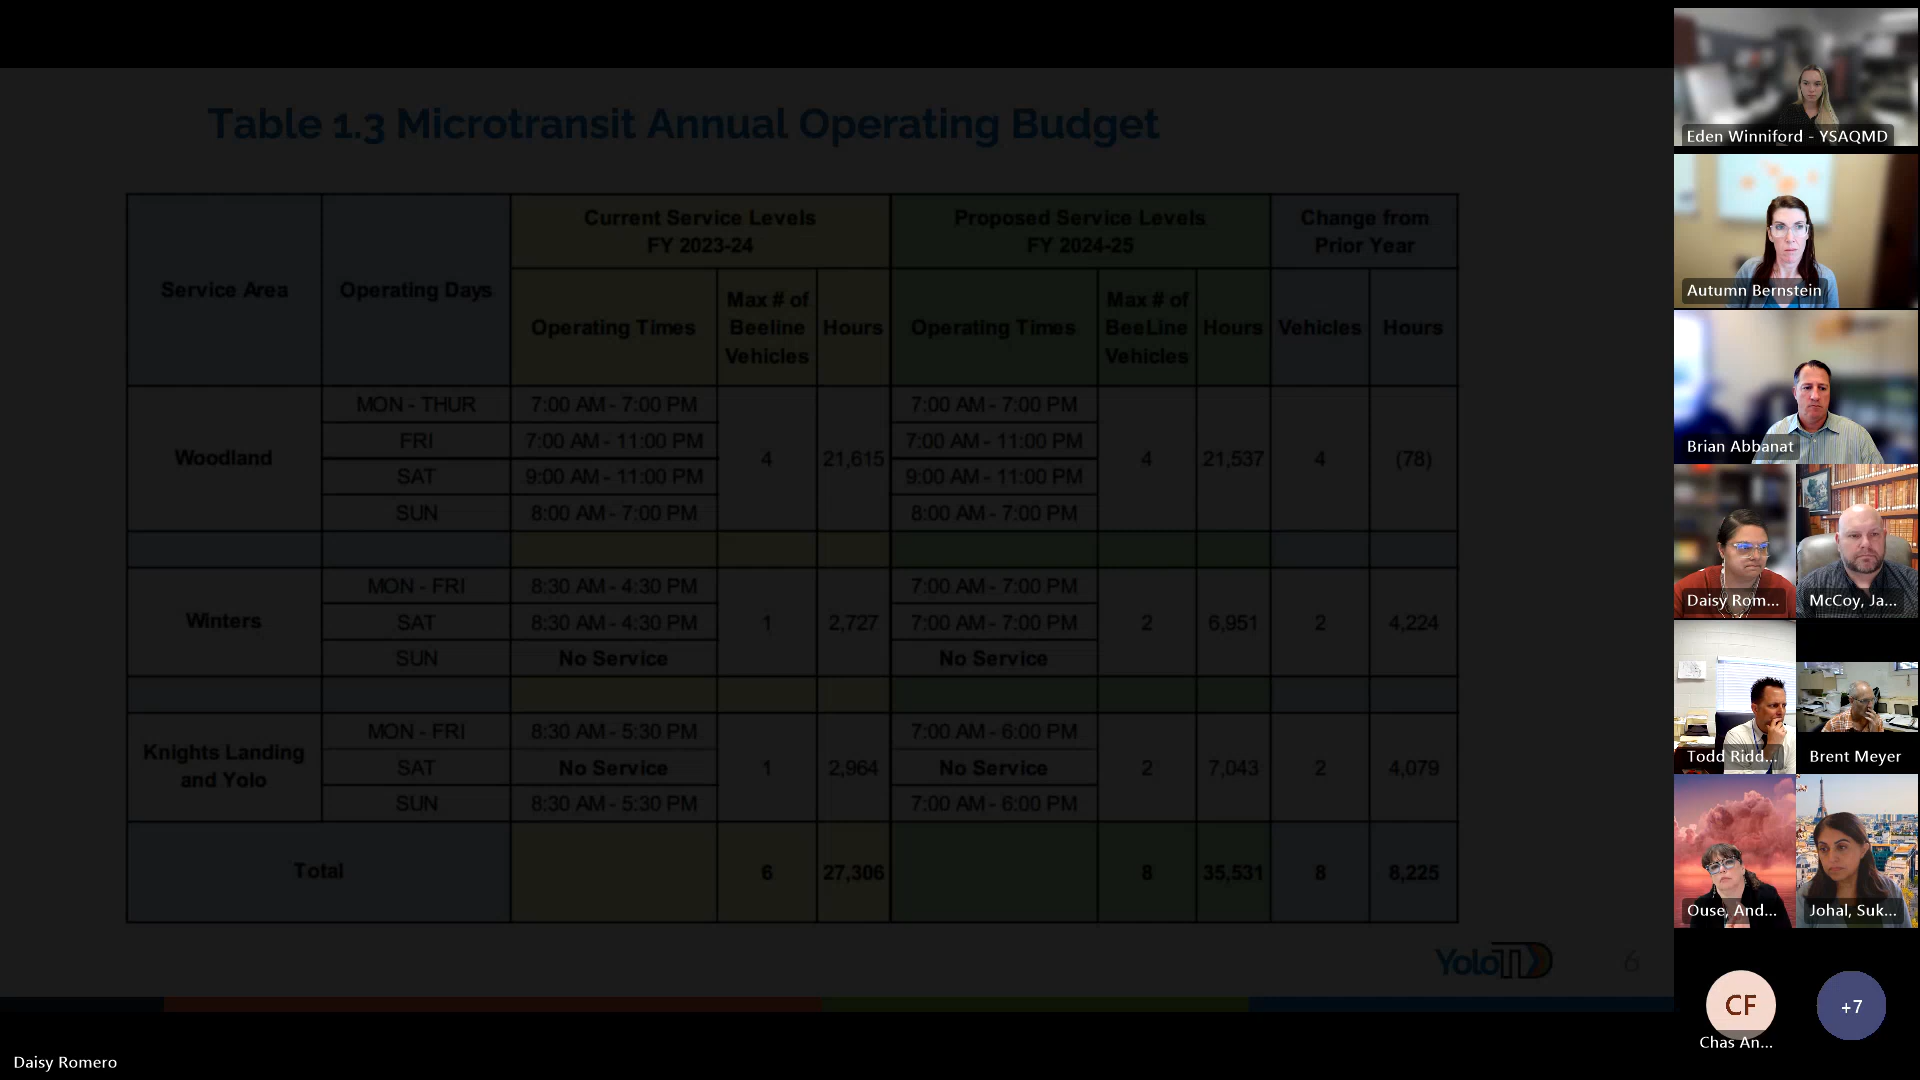 Table 1.3 Microtransit Annual Operating Budget
Service Area
Operating Days
Current Service Levels
FY 2023-24
Proposed Service Levels
FY 2024-25
Change from
Prior Year
Operating Times
Max # of
Beeline
Vehicles
Hours
Operating Times
Max # of
BeeLine
Vehicles
Hours
Vehicles
Hours
Woodland
MON - THUR 7:00 AM - 7:00 PM 7:00 AM - 7:00 PM
FRI 7:00 AM - 11:00 PM 7:00 AM - 11:00 PM
4 21,615 4 21,537 4 (78)
SAT 9:00 AM - 11:00 PM 9:00 AM - 11:00 PM
SUN 8:00 AM - 7:00 PM 8:00 AM - 7:00 PM
Winters
MON - FRI 8:30 AM - 4:30 PM 7:00 AM - 7:00 PM
SAT 8:30 AM - 4:30 PM 1 2,727 7:00 AM - 7:00 PM 2 6,951 2 4,224
SUN No Service No Service
Knights Landing
and Yolo
MON - FRI 8:30 AM - 5:30 PM 7:00 AM - 6:00 PM
SAT No Service 1 2,964 No Service 2 7,043 2 4,079
SUN 8:30 AM - 5:30 PM 7:00 AM - 6:00 PM
Total 6 27,306 8 35,531 8 8,225
YoloTD
6
Daisy Romero
Eden Winniford - YSAQMD
Autumn Bernstein
Brian Abbanat
Daisy Rom...
McCoy, Ja...
Todd Ridd...
Brent Meyer
Ouse, And...
Johal, Suk...
CF
Chas An...
+7